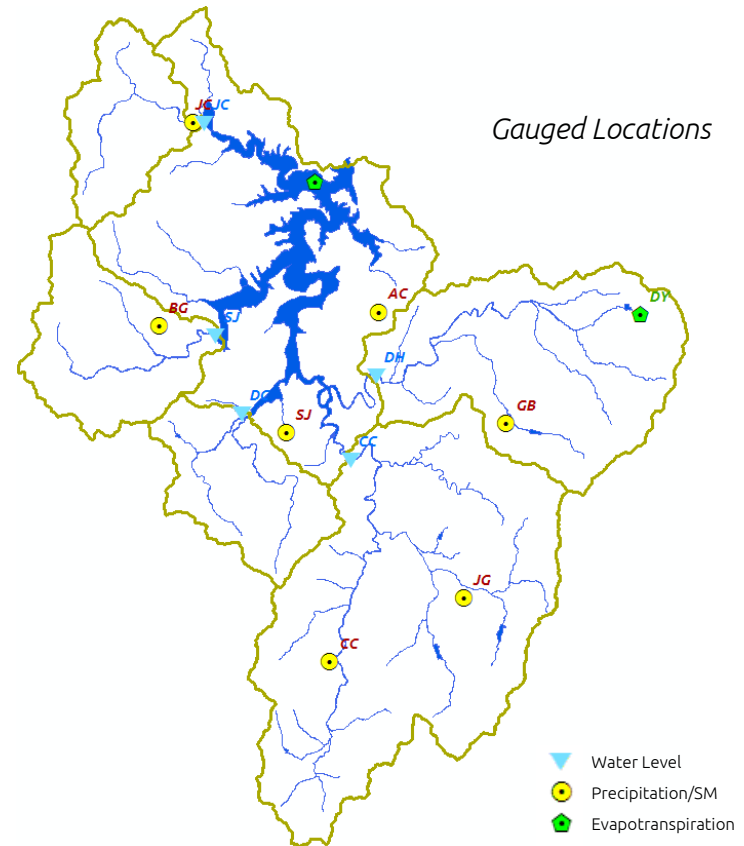 JC JC
Gauged Locations
DY
AC
BG
SJ
DH
DC
GB
SJ
CC
JG
CC
Water Level
Precipitation/SM
Evapotranspiration